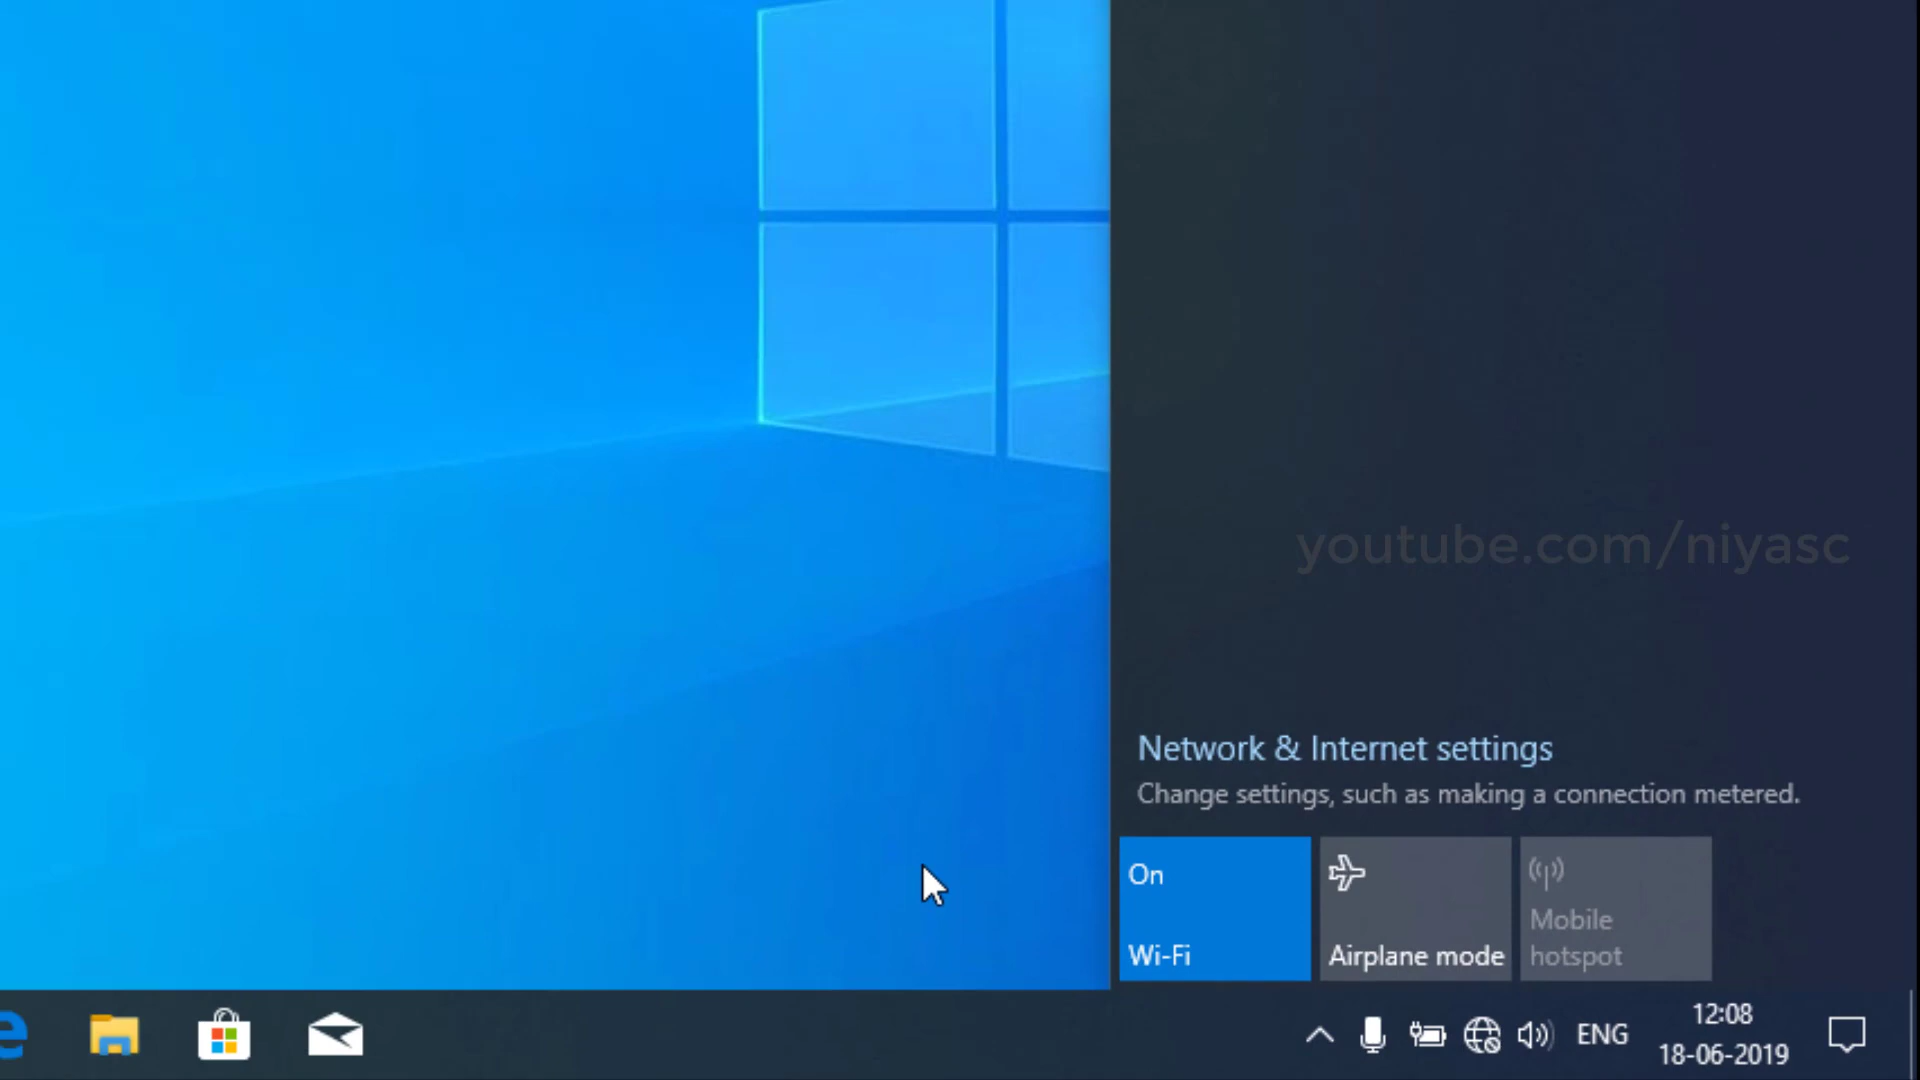 youtube.com/niyasc
Network & Internet settings
Change settings, such as making a connection metered.
On
Wi-Fi
Airplane mode
Mobile
hotspot
ENG
12:08
18-06-2019